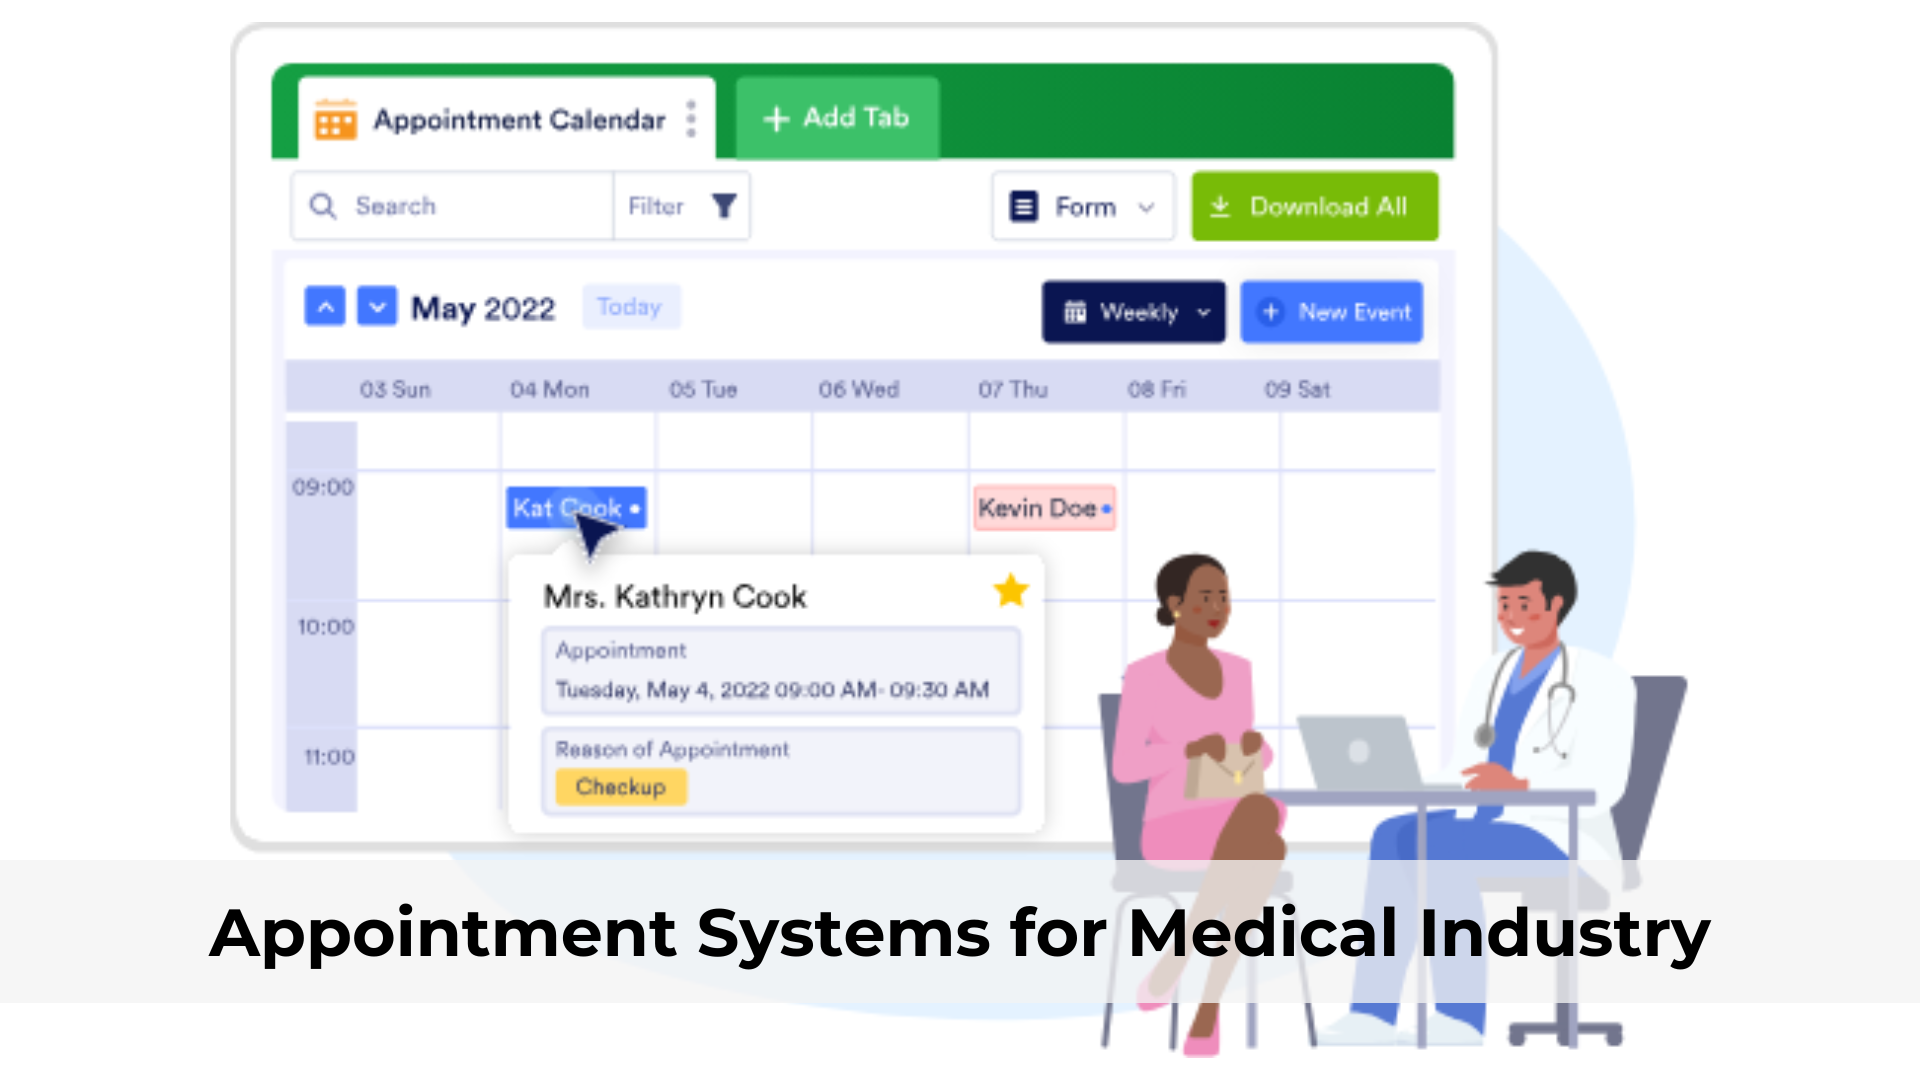 Appointment Calendar
+ Add Tab
Search
Filter
Form
Download All
May 2022
Today
Weekly
+ New Event
03 Sun 04 Mon 05 Tue 06 Wed 07 Thu 08 Fri 09 Sat
09:00
Kat Cook
Kevin Doe
Mrs. Kathryn Cook
10:00
Appointment
Tuesday, May 4, 2022 09:00 AM- 09:30 AM
11:00
Reason of Appointment
Checkup
Appointment Systems for Medical Industry